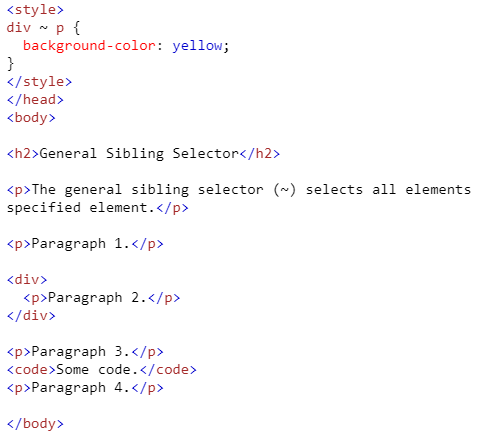 <style>
div ~ p {
  background-color: yellow;
}
</style>
</head>
<body>

<h2>General Sibling Selector</h2>

<p>The general sibling selector (~) selects all elements
specified element.</p>

<p>Paragraph 1.</p>

<div>
  <p>Paragraph 2.</p>
</div>

<p>Paragraph 3.</p>
<code>Some code.</code>
<p>Paragraph 4.</p>

</body>